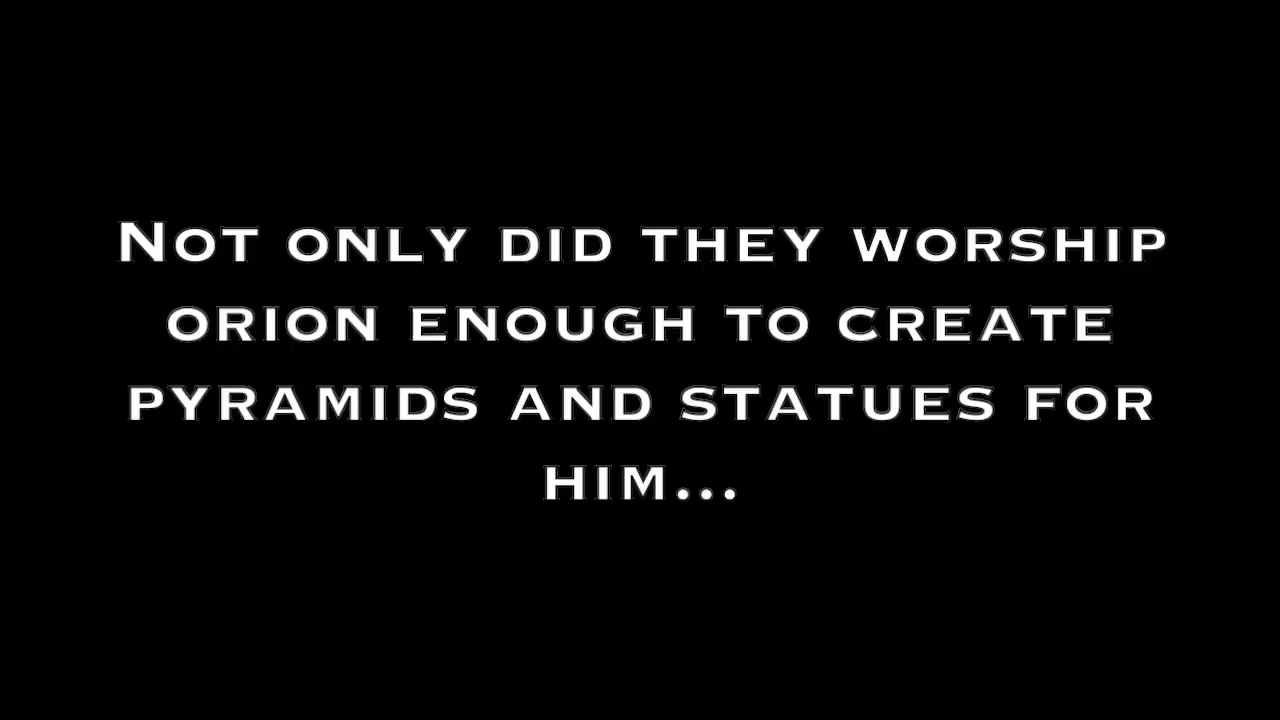 Not only did they worship
orion enough to create
pyramids and statues for
him...